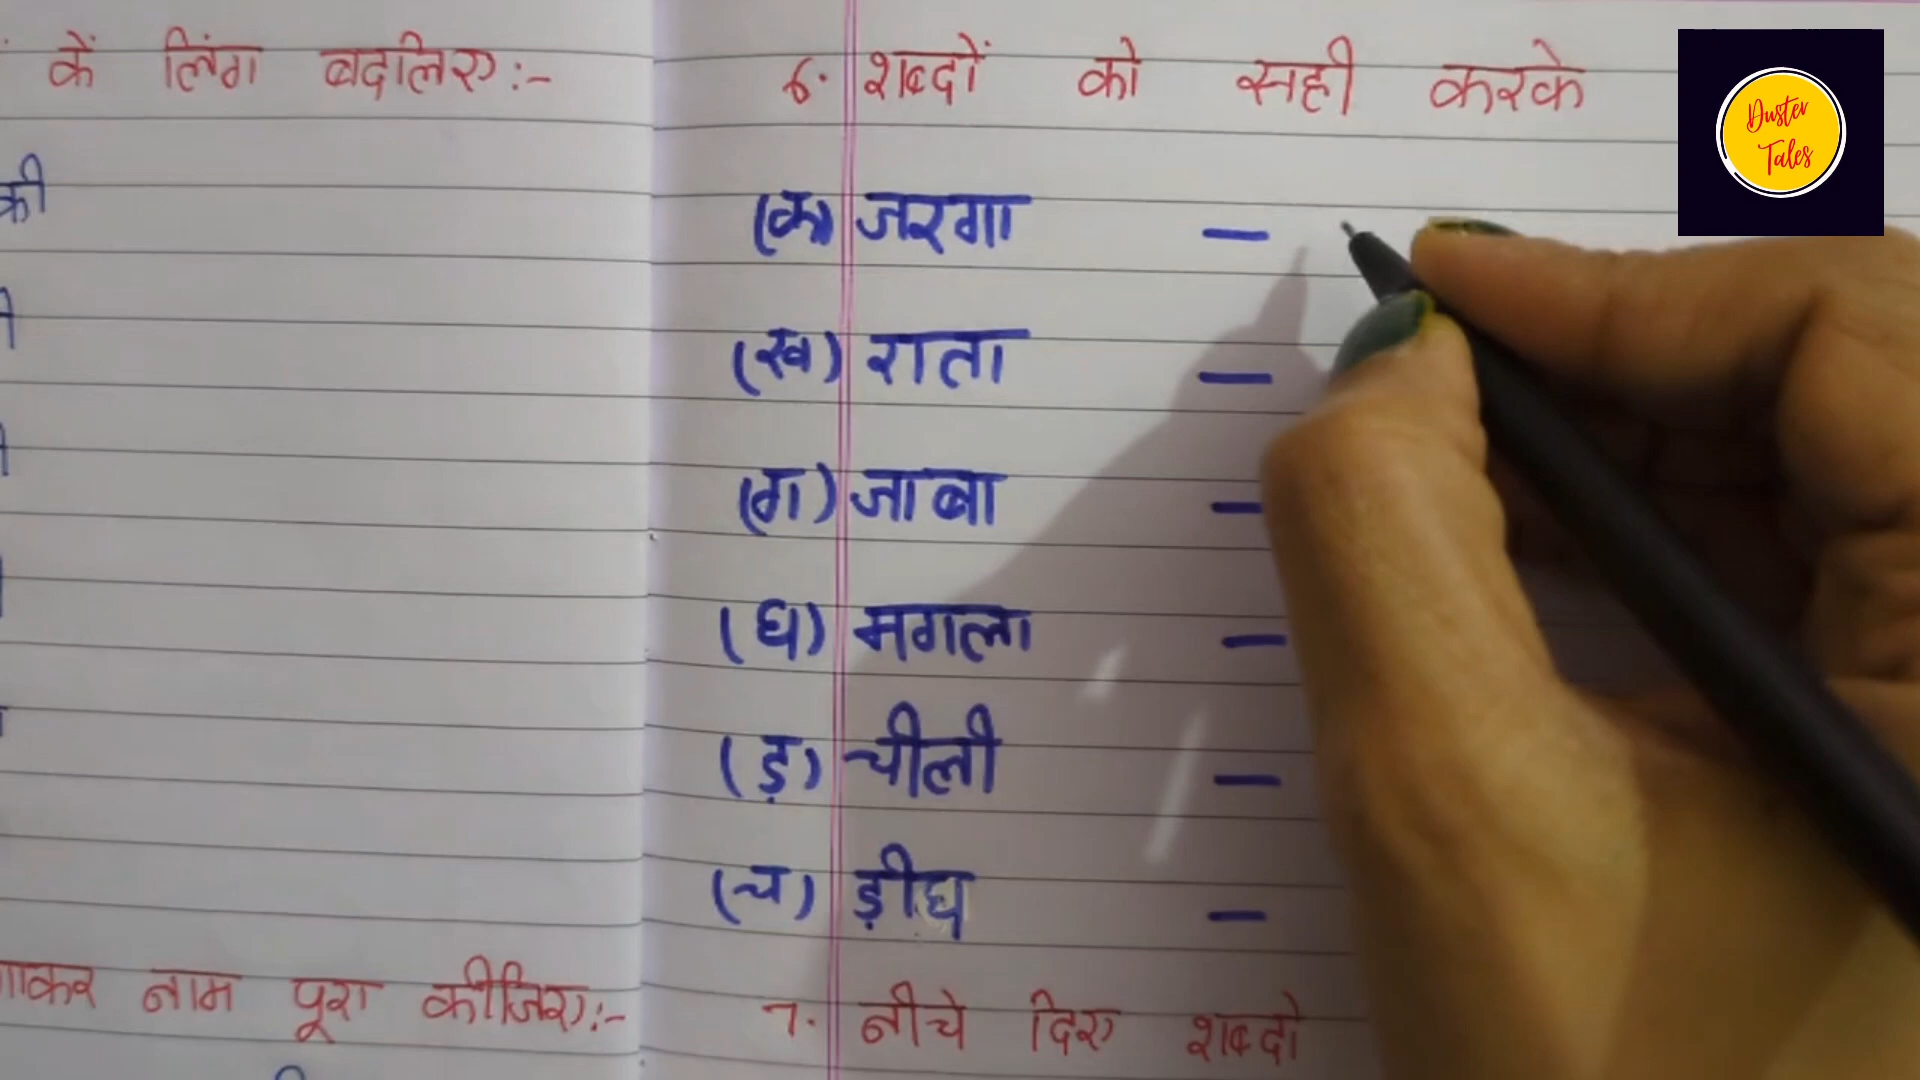 कें लिंग बदलिए:-
की
गाकर नाम पूरा कीजिए:-
6. शब्दों को सही करके
(क) जरगा –
(ख) राता –
(ग) जाबा –
(घ) मगला –
(ड़) चीली –
(च) ड़ीघ –
7. नीचे दिए शब्दो
Duster
Tales